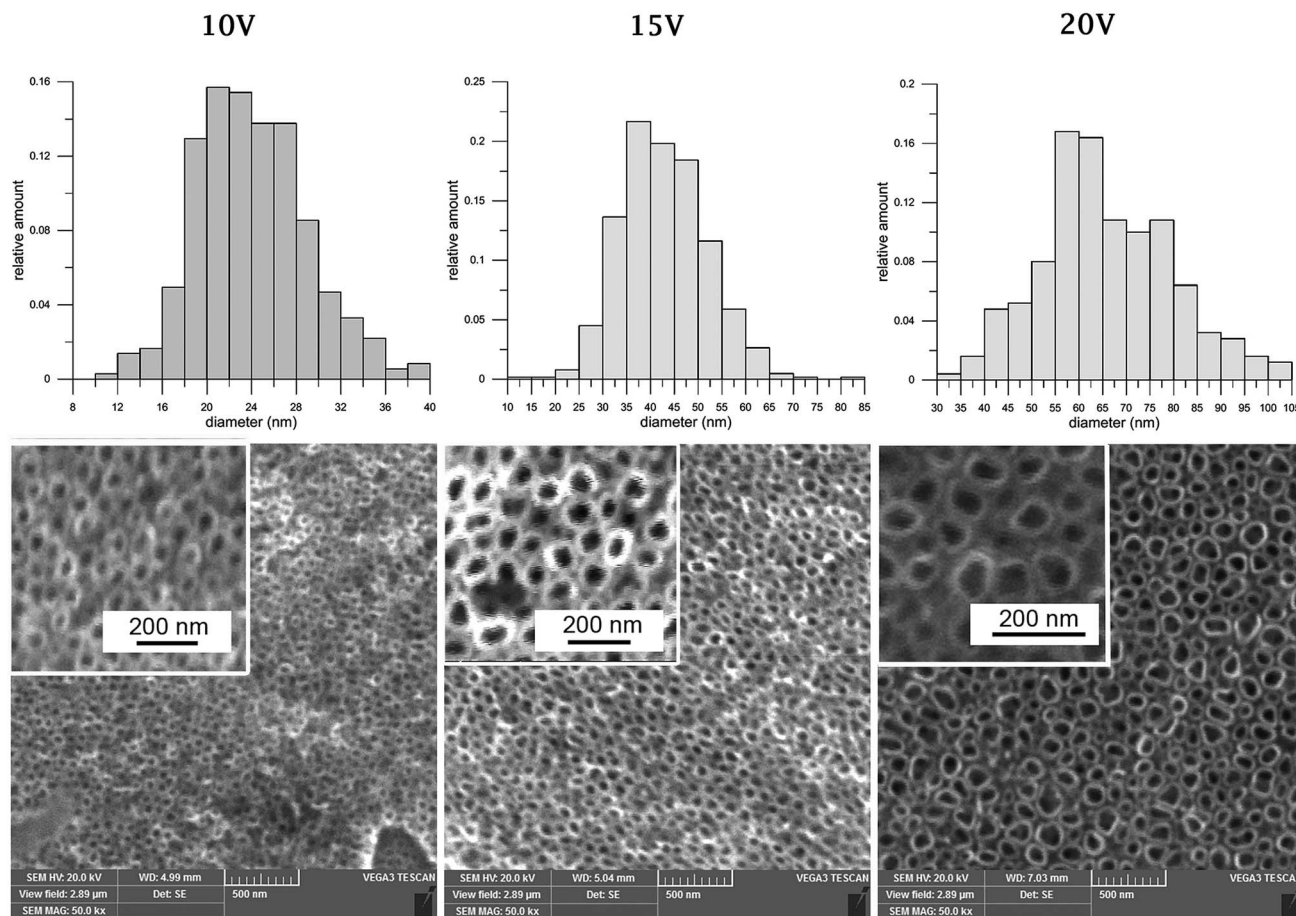 10V
15V
20V
0.16
0.12
0.08
0.04
0
relative amount
8 12 16 20 24 28 32 36 40
diameter (nm)
0.25
0.2
0.15
0.1
0.05
0
relative amount
10 15 20 25 30 35 40 45 50 55 60 65 70 75 80 85
diameter (nm)
0.2
0.16
0.12
0.08
0.04
0
relative amount
30 35 40 45 50 55 60 65 70 75 80 85 90 95 100 105
diameter (nm)
200 nm
200 nm
200 nm
SEM HV: 20.0 kV WD: 4.99 mm VEGA3 TESCAN
View field: 2.89 µm Det: SE 500 nm
SEM MAG: 50.0 kx
SEM HV: 20.0 kV WD: 5.04 mm VEGA3 TESCAN
View field: 2.89 µm Det: SE 500 nm
SEM MAG: 50.0 kx
SEM HV: 20.0 kV WD: 7.03 mm VEGA3 TESCAN
View field: 2.89 µm Det: SE 500 nm
SEM MAG: 50.0 kx